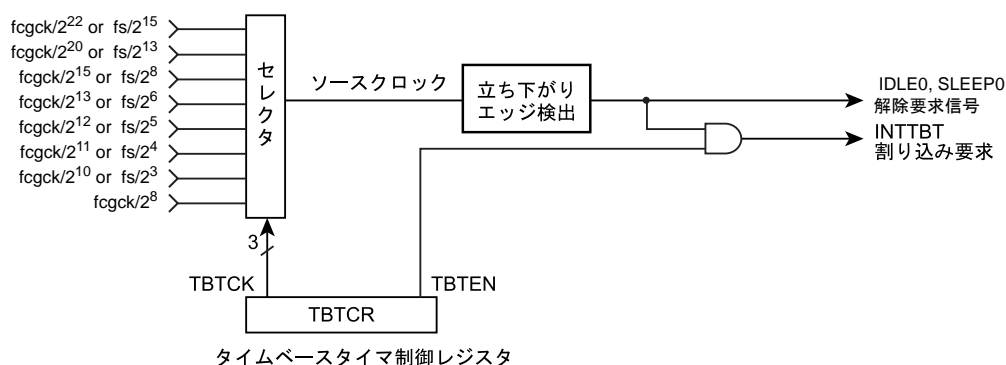 fcgck/2²² or fs/2¹⁵
fcgck/2²⁰ or fs/2¹³
fcgck/2¹⁵ or fs/2⁸
fcgck/2¹³ or fs/2⁶
fcgck/2¹² or fs/2⁵
fcgck/2¹¹ or fs/2⁴
fcgck/2¹⁰ or fs/2³
fcgck/2⁸
セレクタ
ソースクロック
立ち下がり
エッジ検出
IDLE0, SLEEP0
解除要求信号
INTTBT
割り込み要求
3
TBTCK
TBTEN
TBTCR
タイムベースタイマ制御レジスタ